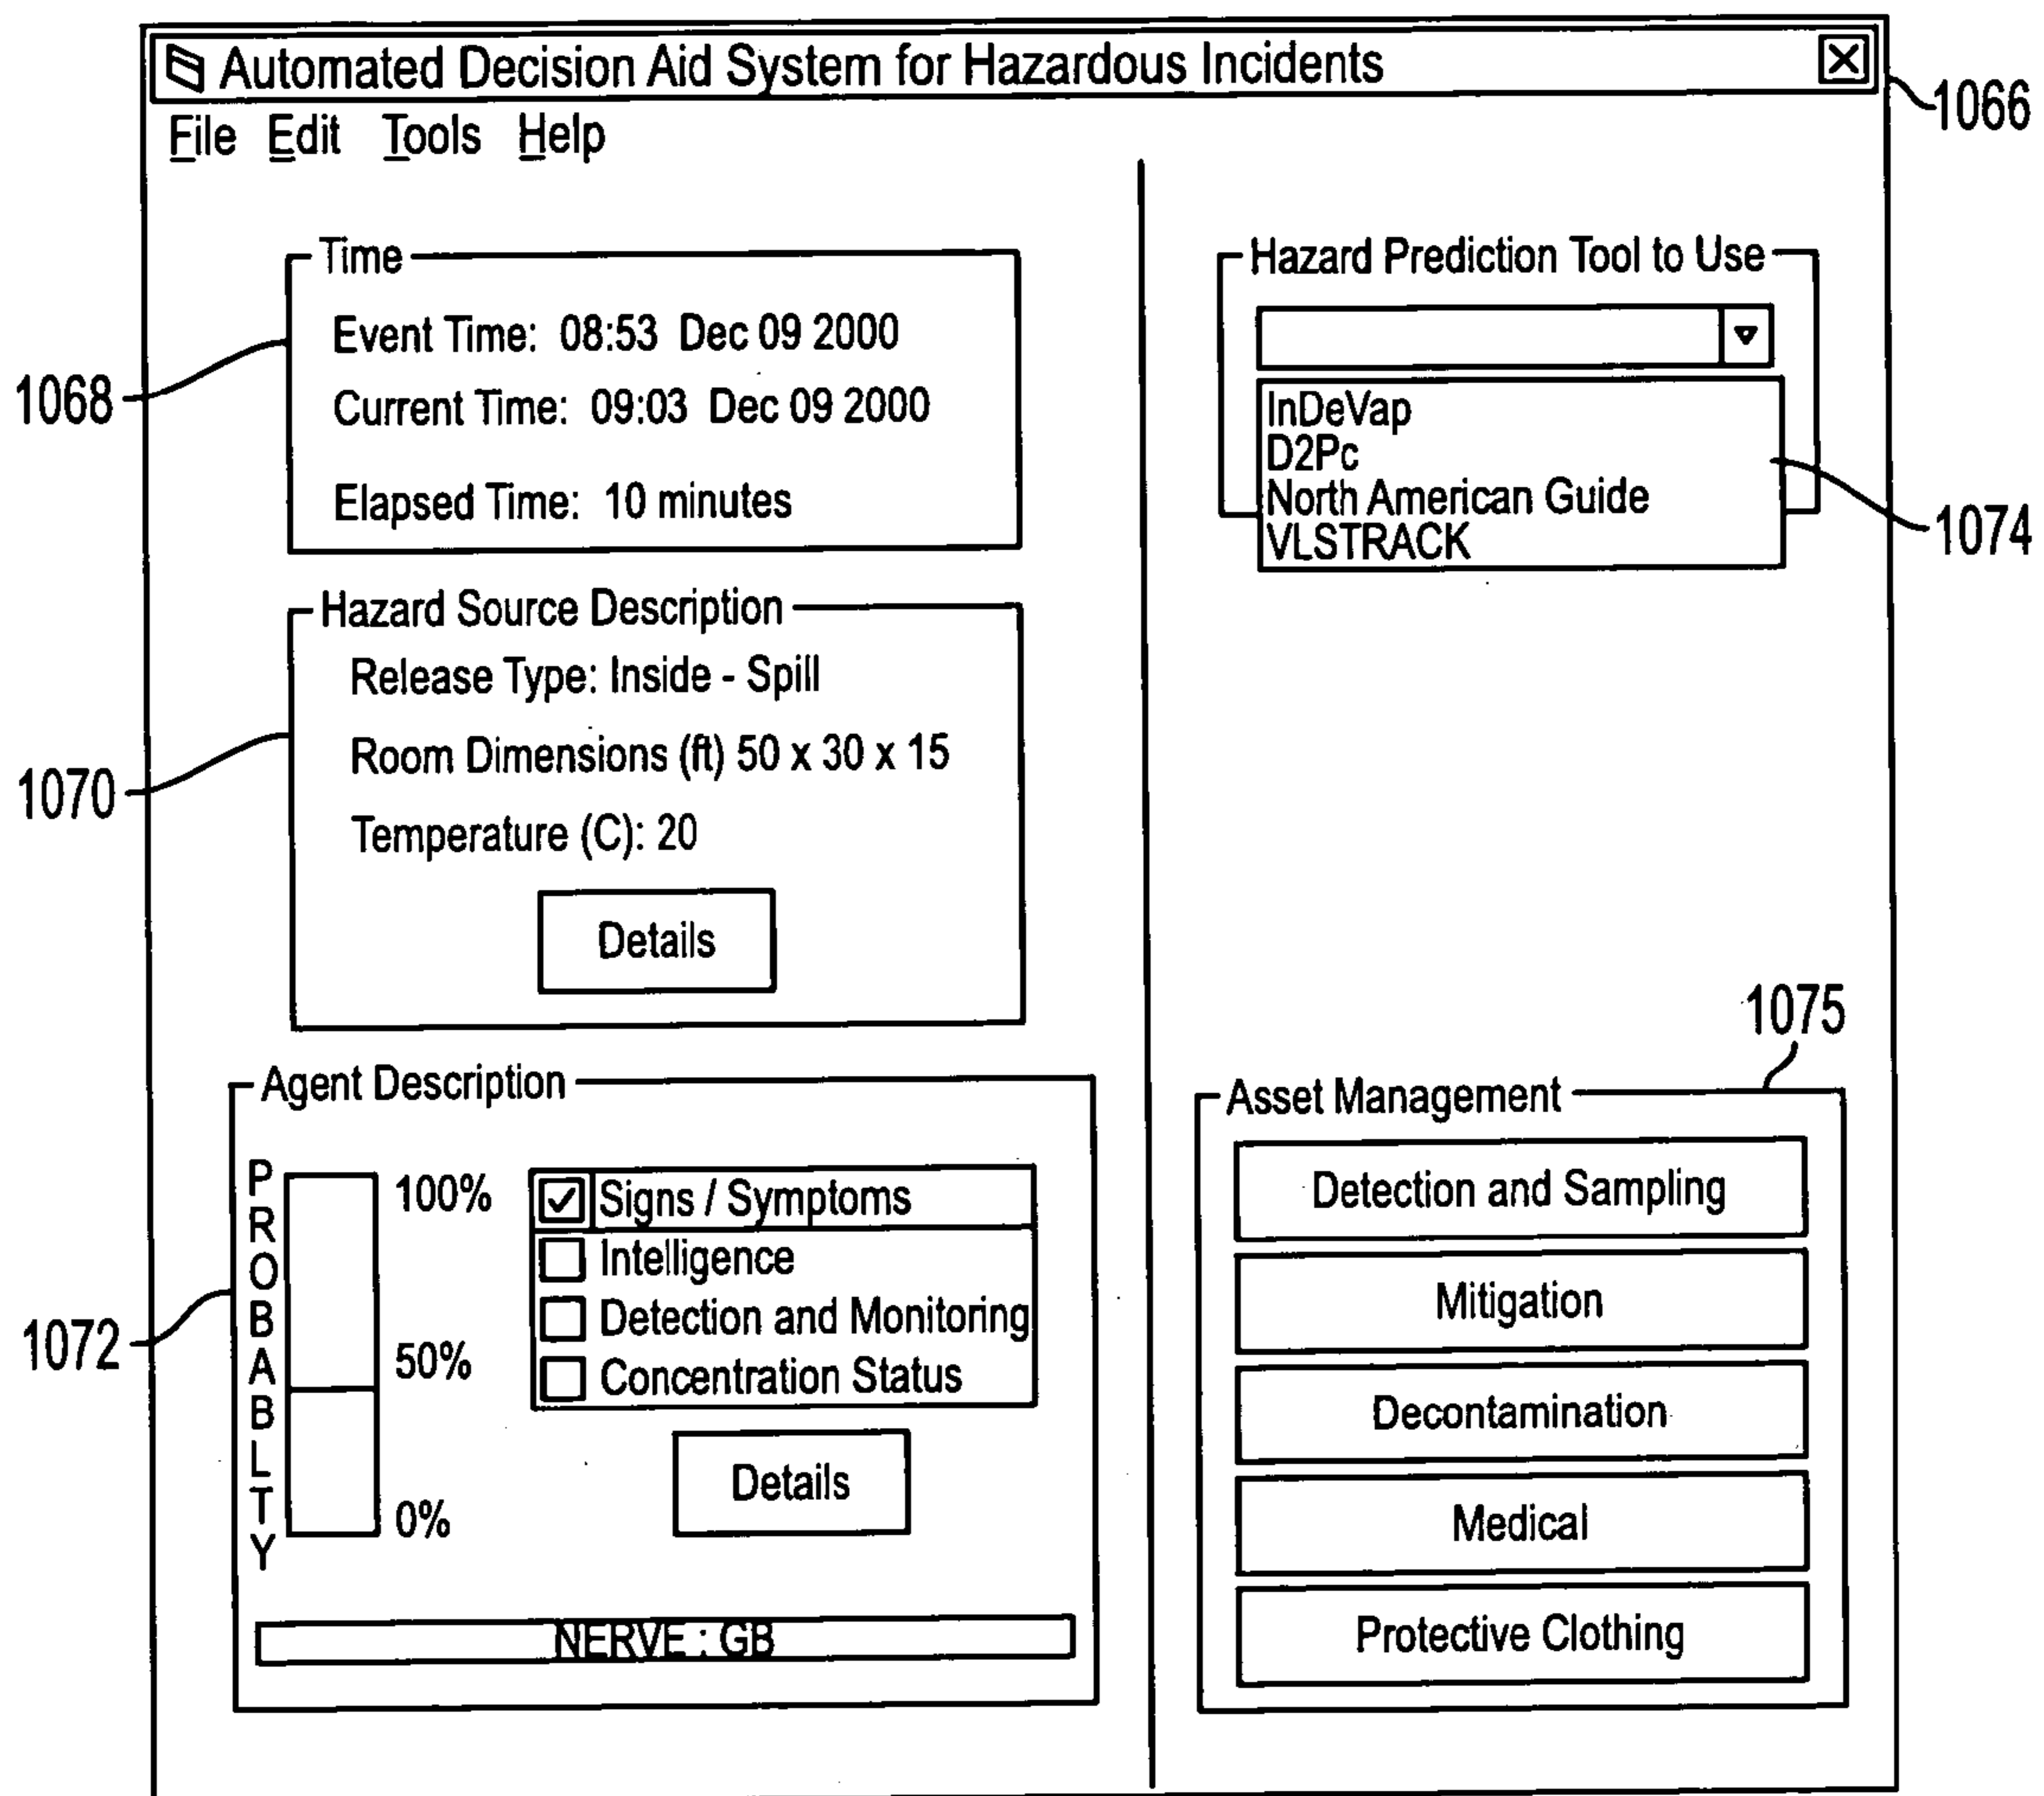 Automated Decision Aid System for Hazardous Incidents
1066
File Edit Tools Help
Time
Event Time: 08:53 Dec 09 2000
Current Time: 09:03 Dec 09 2000
Elapsed Time: 10 minutes
1068
Hazard Source Description
Release Type: Inside - Spill
Room Dimensions (ft) 50 x 30 x 15
Temperature (C): 20
Details
1070
Agent Description
PROBABLTY
100%
50%
0%
Signs / Symptoms
Intelligence
Detection and Monitoring
Concentration Status
Details
NERVE : GB
1072
Hazard Prediction Tool to Use
InDeVap
D2Pc
North American Guide
VLSTRACK
1074
1075
Asset Management
Detection and Sampling
Mitigation
Decontamination
Medical
Protective Clothing